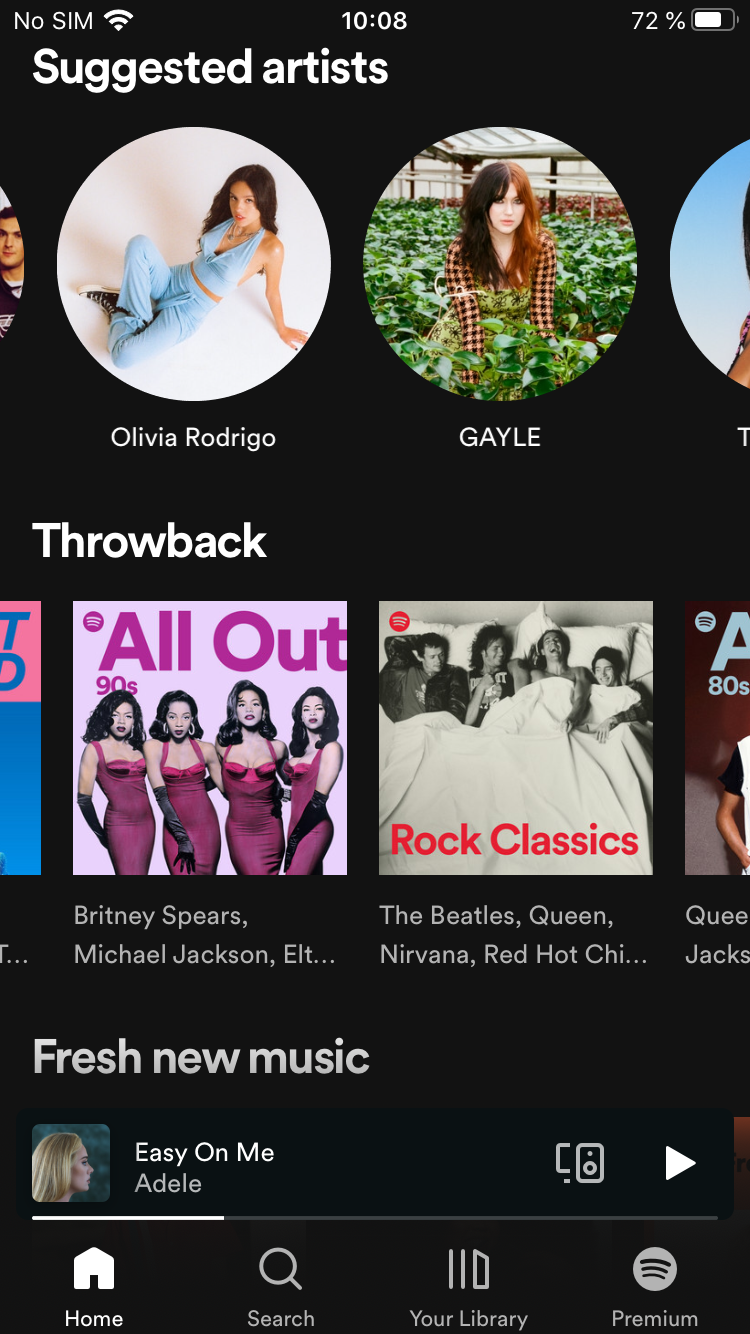 No SIM 10:08 72 %
Suggested artists
Olivia Rodrigo GAYLE T
Throwback
T
D
All Out
90s
Rock Classics
A
80s
Britney Spears,
Michael Jackson, Elt...
The Beatles, Queen,
Nirvana, Red Hot Chi...
Quee
Jacks
T...
Fresh new music
Easy On Me
Adele
Home Search Your Library Premium